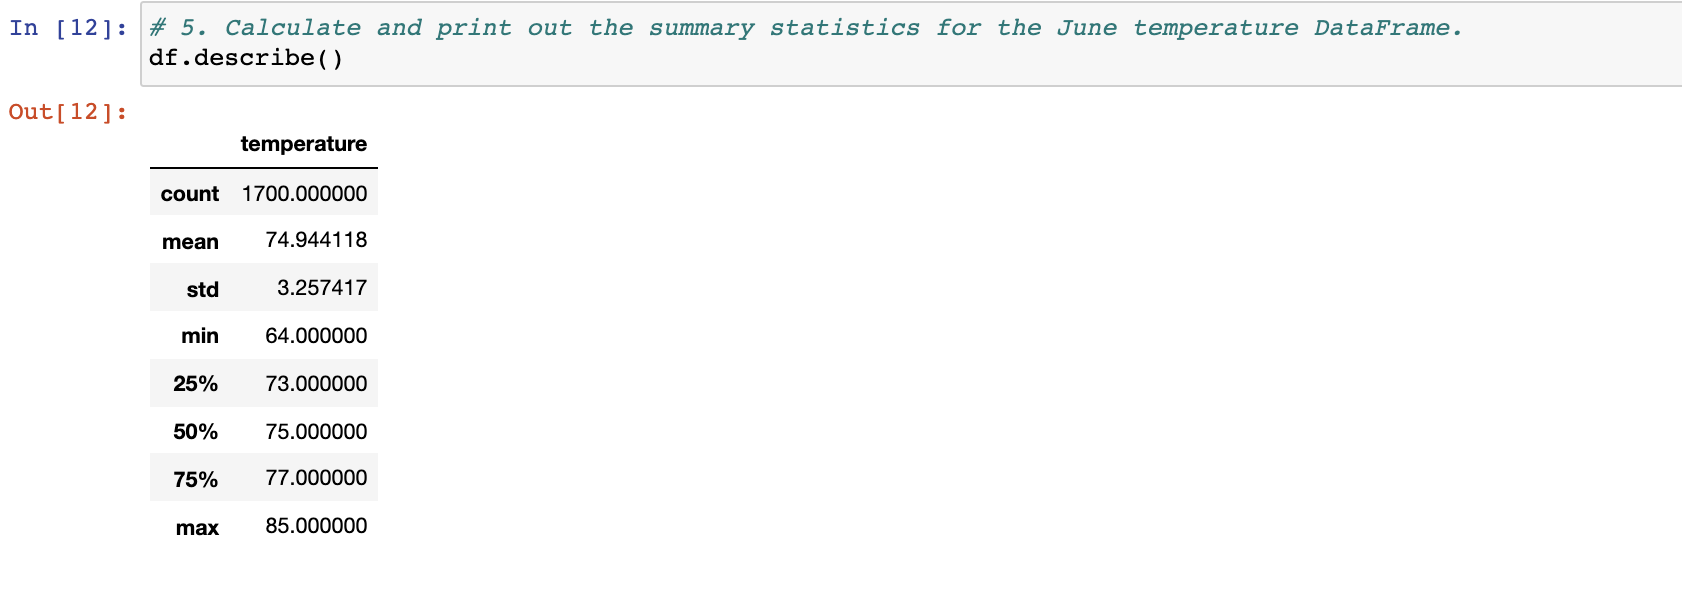 In [12]: # 5. Calculate and print out the summary statistics for the June temperature DataFrame.
df.describe()
Out[12]:
temperature
count 1700.000000
mean 74.944118
std 3.257417
min 64.000000
25% 73.000000
50% 75.000000
75% 77.000000
max 85.000000